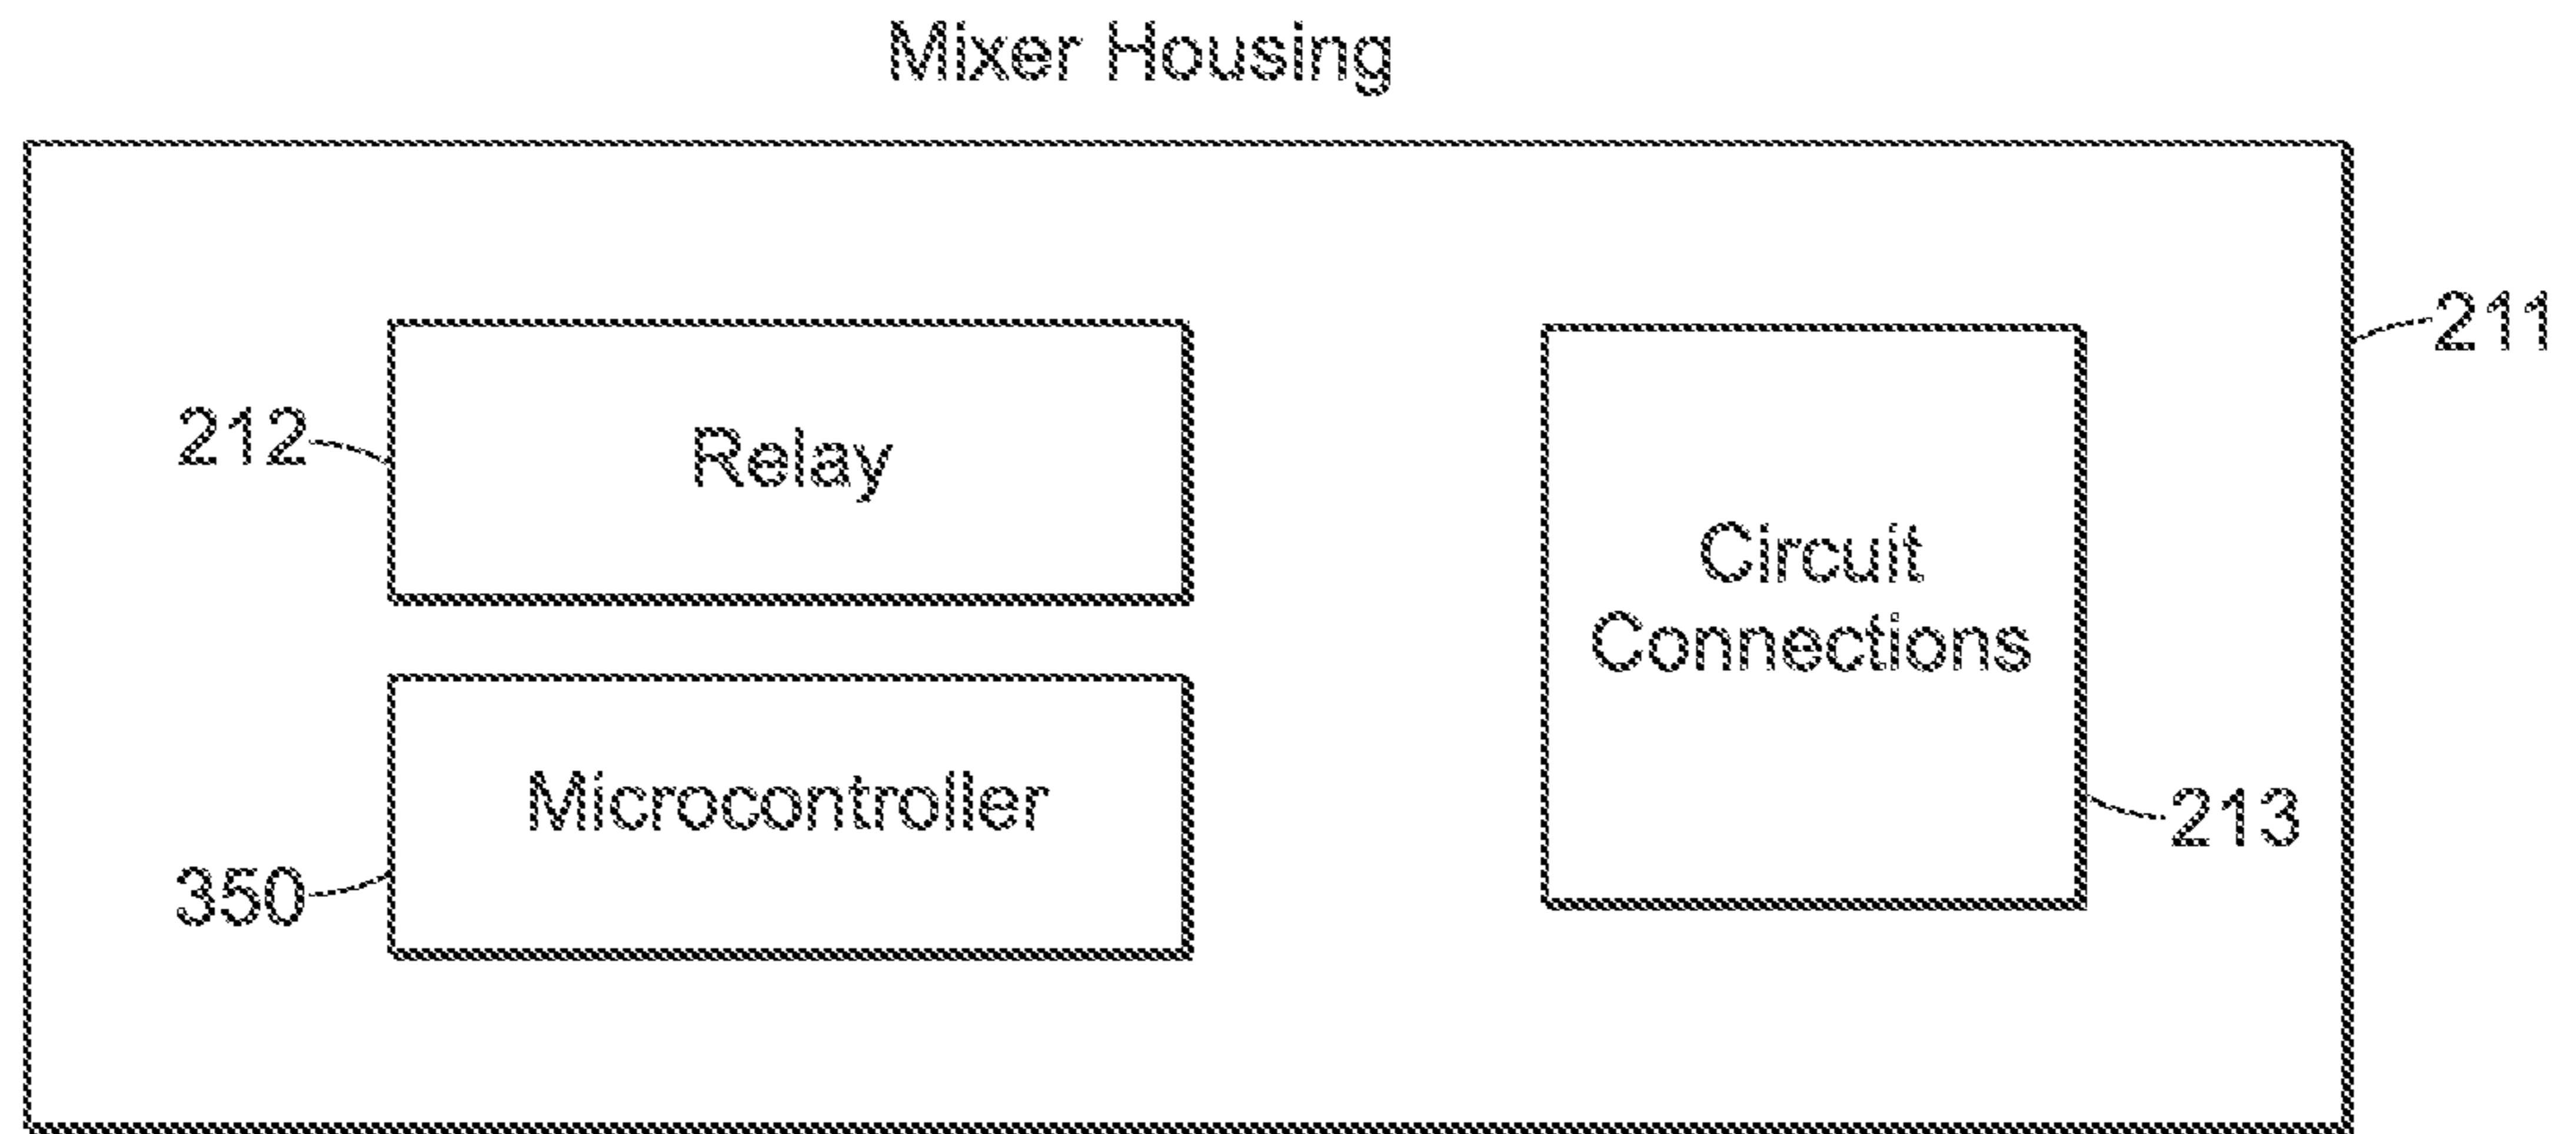 Mixer Housing
211
212
Relay
Circuit
Connections
Microcontroller
213
350